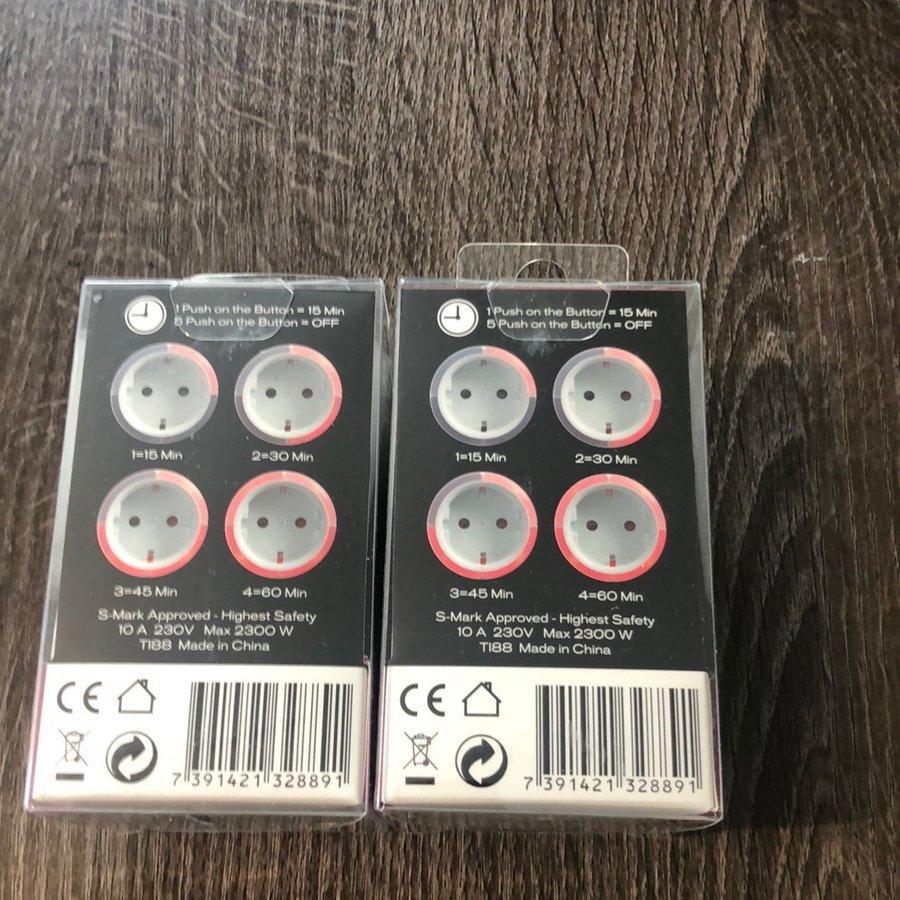 1 Push on the Button = 15 Min
5 Push on the Button = OFF
1=15 Min
2=30 Min
3=45 Min
4=60 Min
S-Mark Approved - Highest Safety
10 A 230V Max 2300 W
T188 Made in China
CE
7 391421 328891
1 Push on the Button = 15 Min
5 Push on the Button = OFF
1=15 Min
2=30 Min
3=45 Min
4=60 Min
S-Mark Approved - Highest Safety
10 A 230V Max 2300 W
T188 Made in China
CE
7 391421 328891